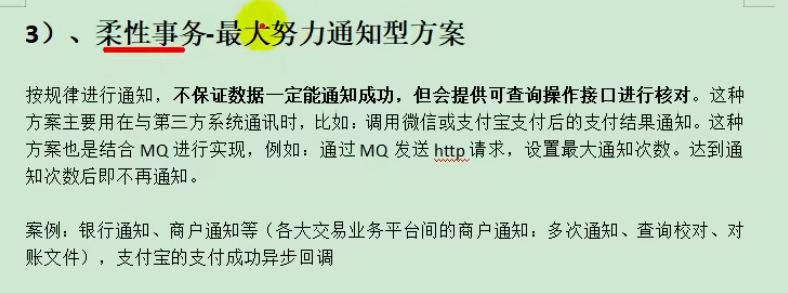 3）、柔性事务-最大努力通知型方案
按规律进行通知，不保证数据一定能通知成功，但会提供可查询操作接口进行核对。这种
方案主要用在与第三方系统通讯时，比如：调用微信或支付宝支付后的支付结果通知。这种
方案也是结合 MQ 进行实现，例如：通过 MQ 发送 http 请求，设置最大通知次数。达到通
知次数后即不再通知。
案例：银行通知、商户通知等（各大交易业务平台间的商户通知：多次通知、查询校对、对
账文件），支付宝的支付成功异步回调